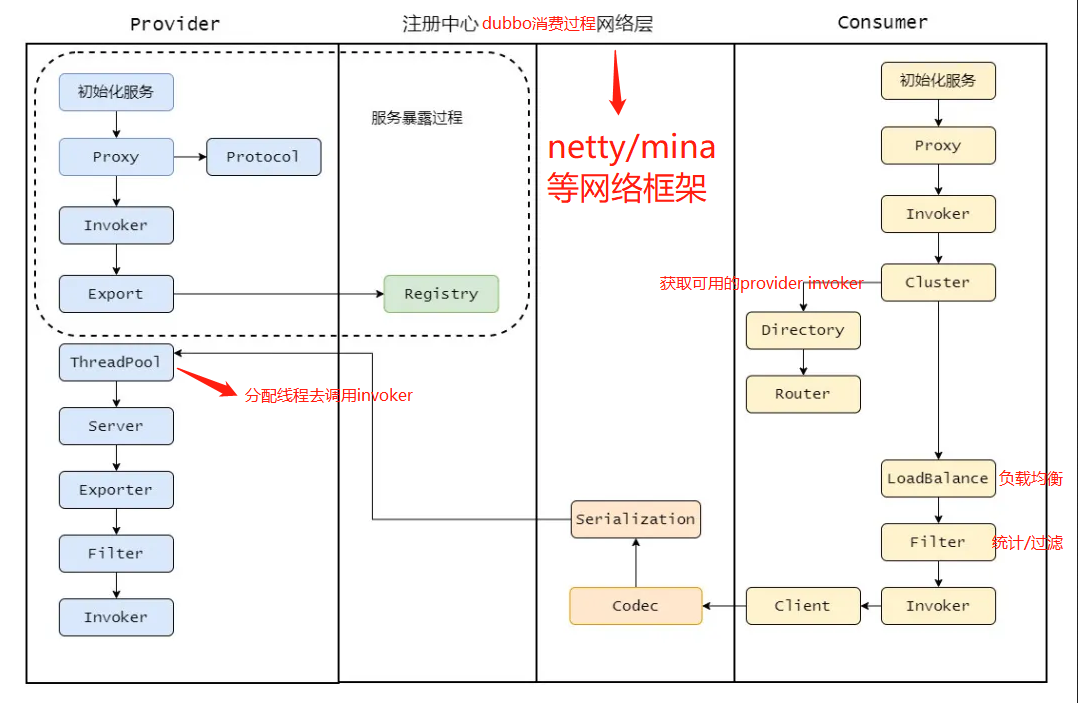 Provider
注册中心
dubbo消费过程
网络层
Consumer
初始化服务
Proxy
Protocol
Invoker
Export
服务暴露过程
Registry
netty/mina
等网络框架
ThreadPool
分配线程去调用invoker
Server
Exporter
Filter
Invoker
Serialization
Codec
初始化服务
Proxy
Invoker
Cluster
获取可用的provider invoker
Directory
Router
LoadBalance
负载均衡
Filter
统计/过滤
Invoker
Client